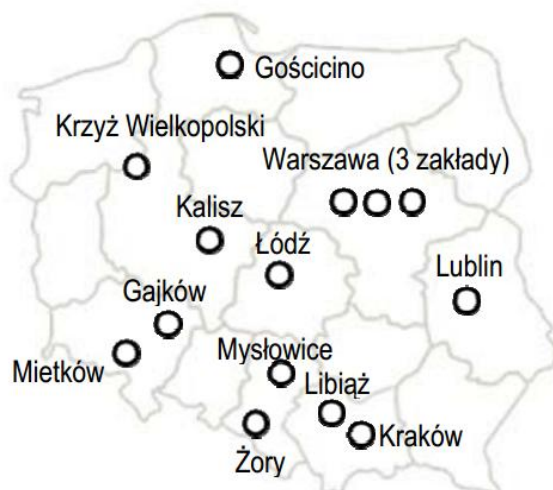 Gościcino
Krzyż Wielkopolski
Warszawa (3 zakłady)
Kalisz
Łódź
Lublin
Gajków
Mysłowice
Mietków
Libiąż
Kraków
Żory